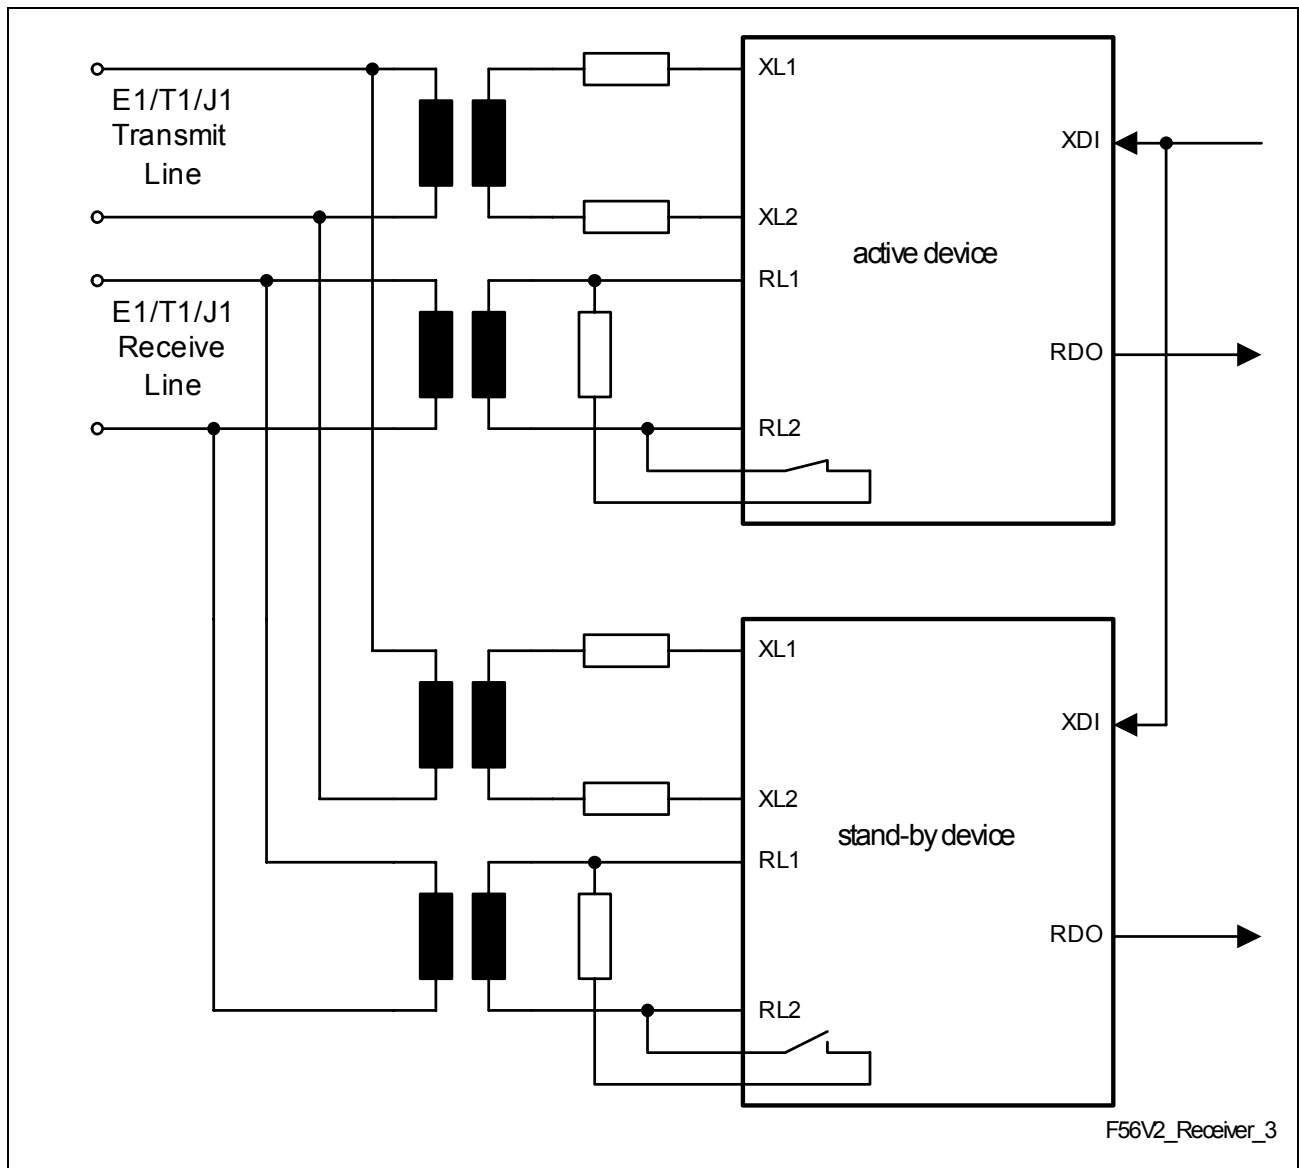 E1/T1/J1
Transmit
Line
E1/T1/J1
Receive
Line
XL1
XDI
XL2
active device
RL1
RDO
RL2
XL1
XDI
XL2
stand-by device
RL1
RDO
RL2
F56V2_Receiver_3